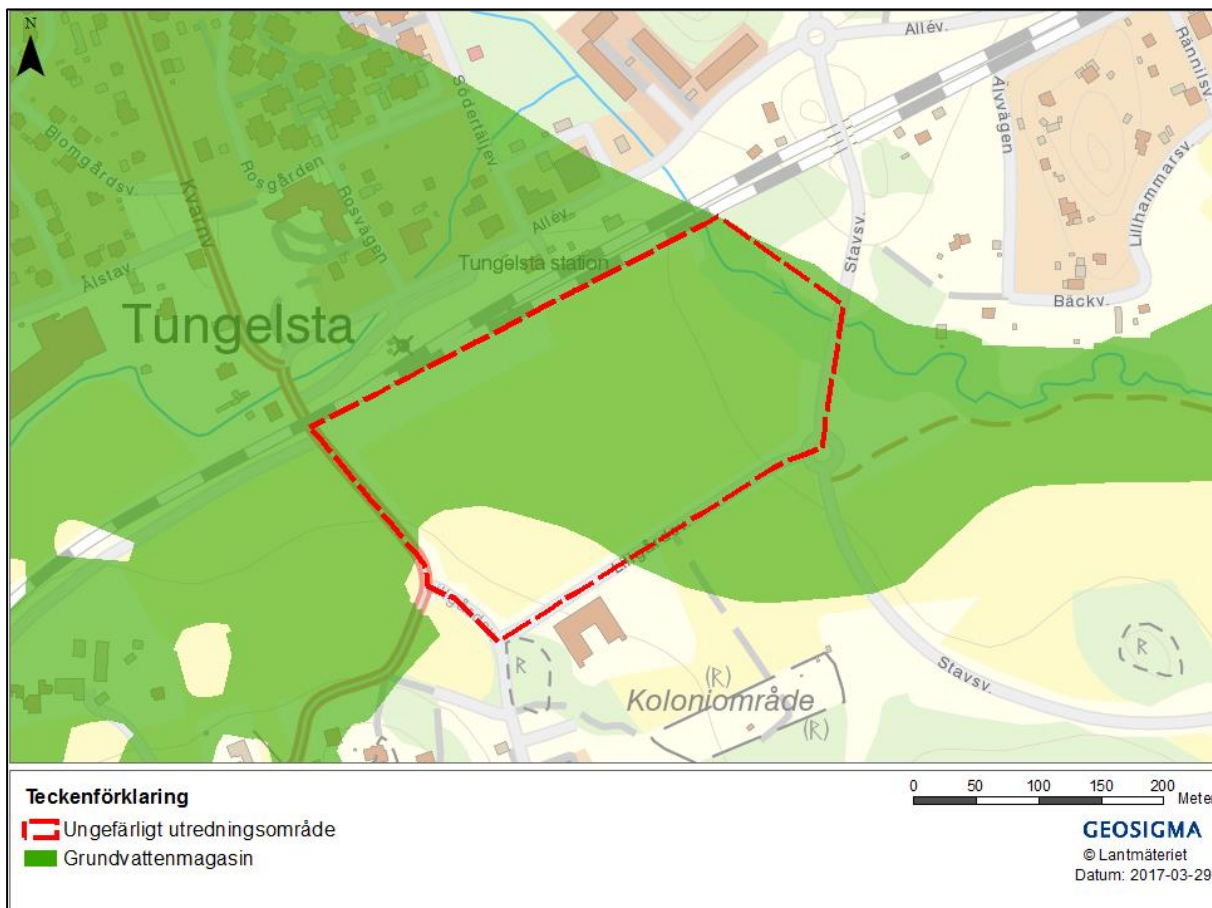 N
Allév.
Rännilsv.
Älvvägen
Södertäljev.
Blomgårdsv.
Kvarnv.
Rosgården
Rosvägen
Allév.
Stavsv.
Lillhammarsv.
Ålstav.
Tungelsta station
Bäckv.
Tungelsta
R
(R)
R
Stavsv.
Koloniområde
(R)
Teckenförklaring
Ungefärligt utredningsområde
Grundvattenmagasin
0 50 100 150 200
Meter
GEOSIGMA
© Lantmäteriet
Datum: 2017-03-29